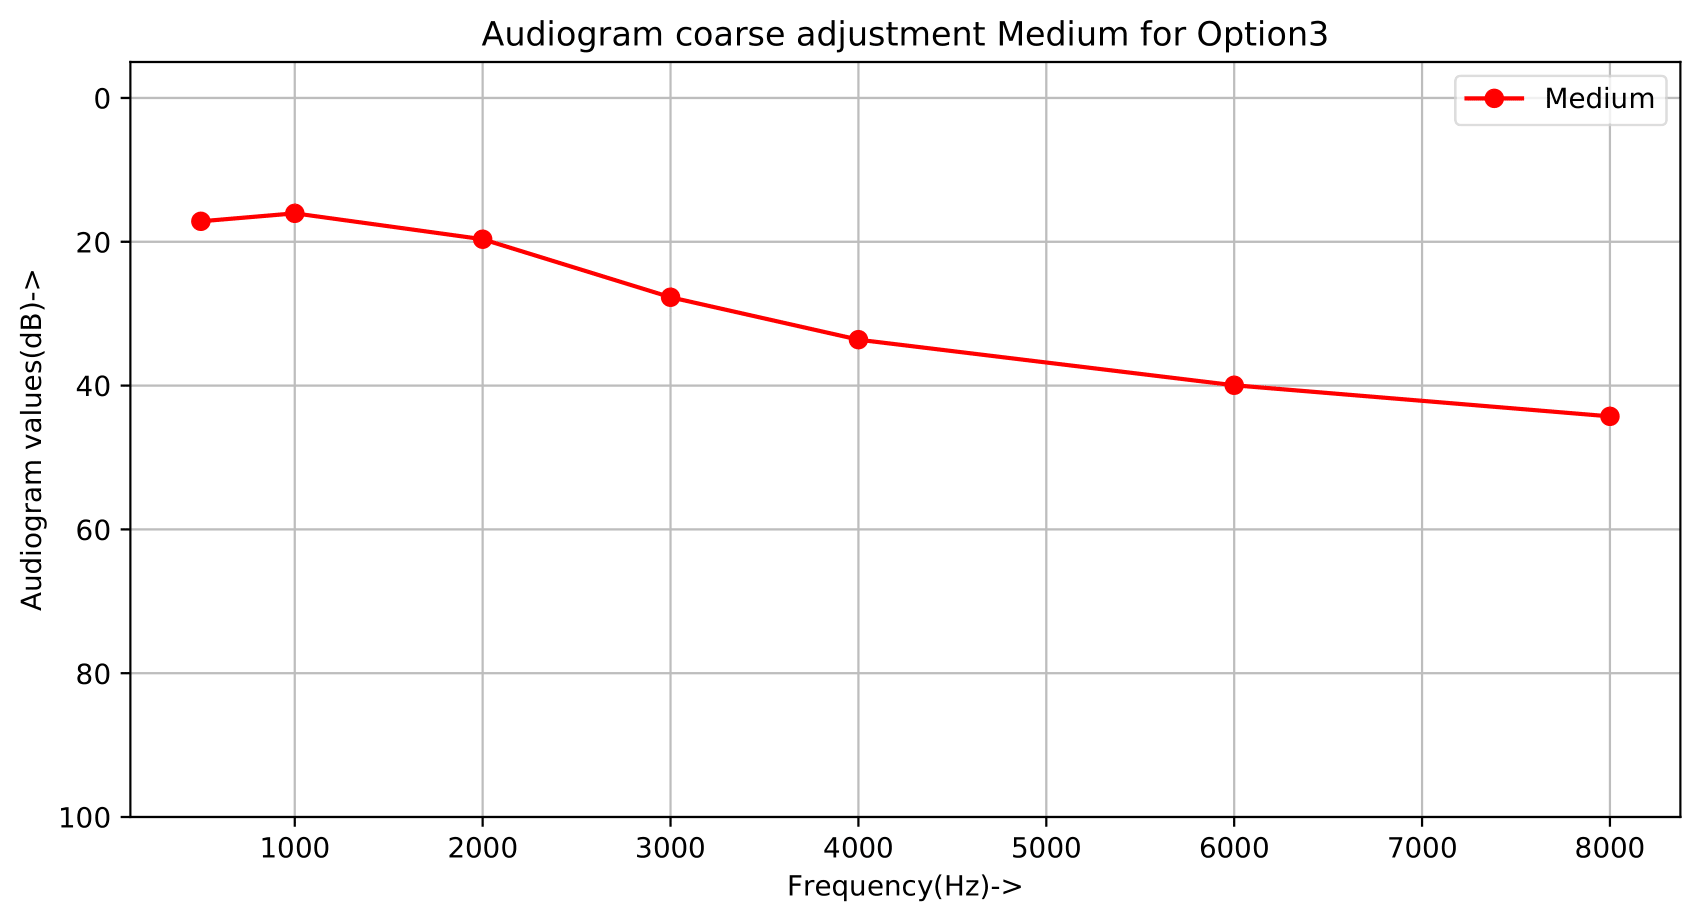 Audiogram coarse adjustment Medium for Option3
Medium
Audiogram values(dB)->
0
20
40
60
80
100
1000 2000 3000 4000 5000 6000 7000 8000
Frequency(Hz)->